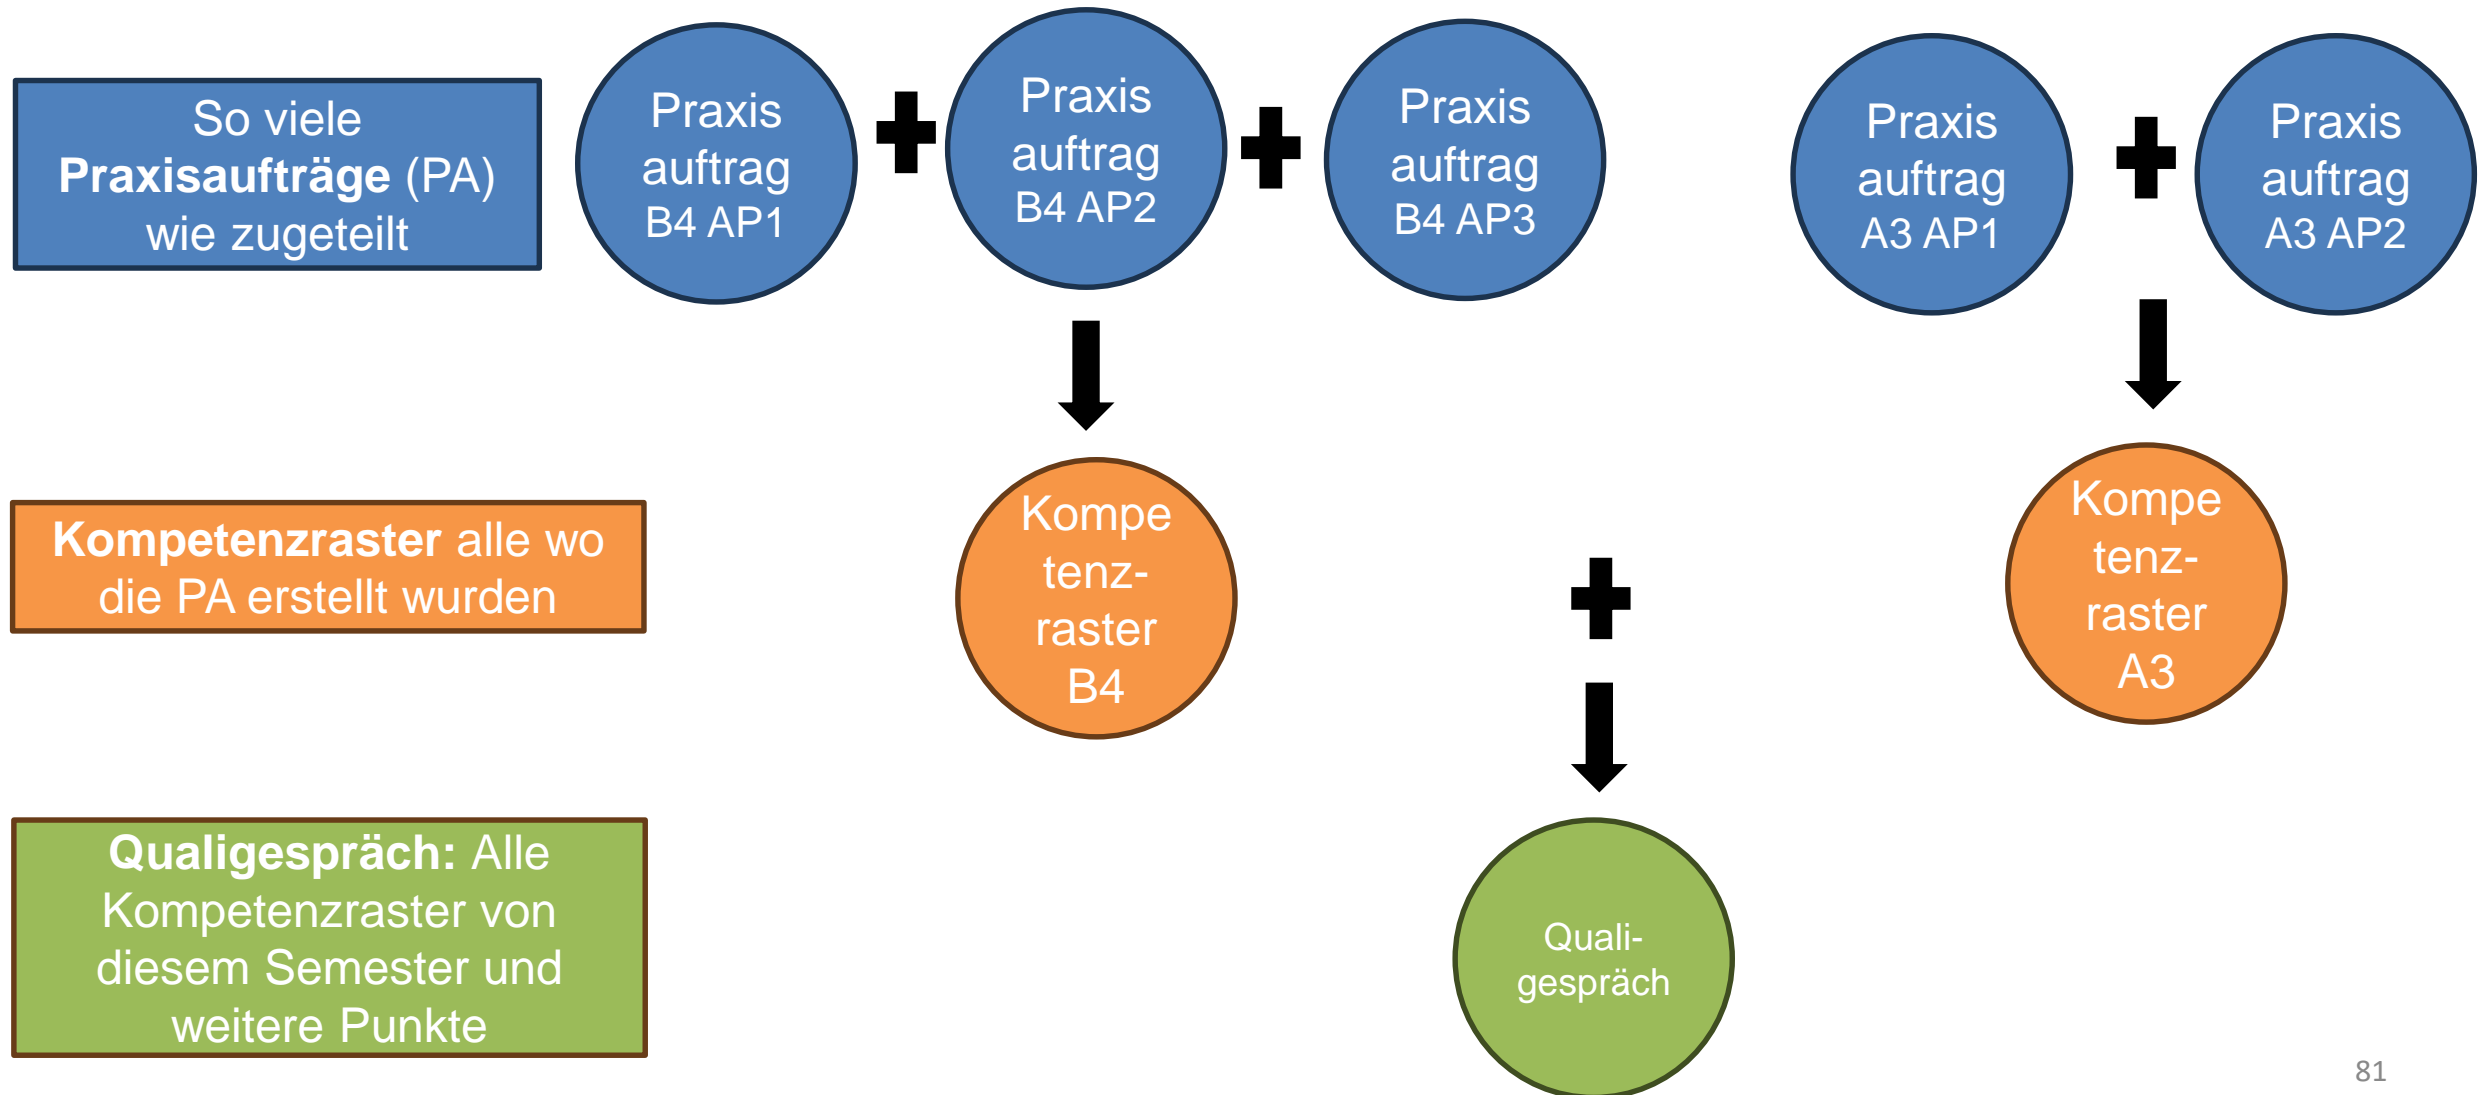 So viele
Praxisaufträge (PA)
wie zugeteilt
Praxis
auftrag
B4 AP1
Praxis
auftrag
B4 AP2
Praxis
auftrag
B4 AP3
Praxis
auftrag
A3 AP1
Praxis
auftrag
A3 AP2
Kompetenzraster alle wo
die PA erstellt wurden
Kompe
tenz-
raster
B4
Kompe
tenz-
raster
A3
Qualigespräch: Alle
Kompetenzraster von
diesem Semester und
weitere Punkte
Quali-
gespräch
81